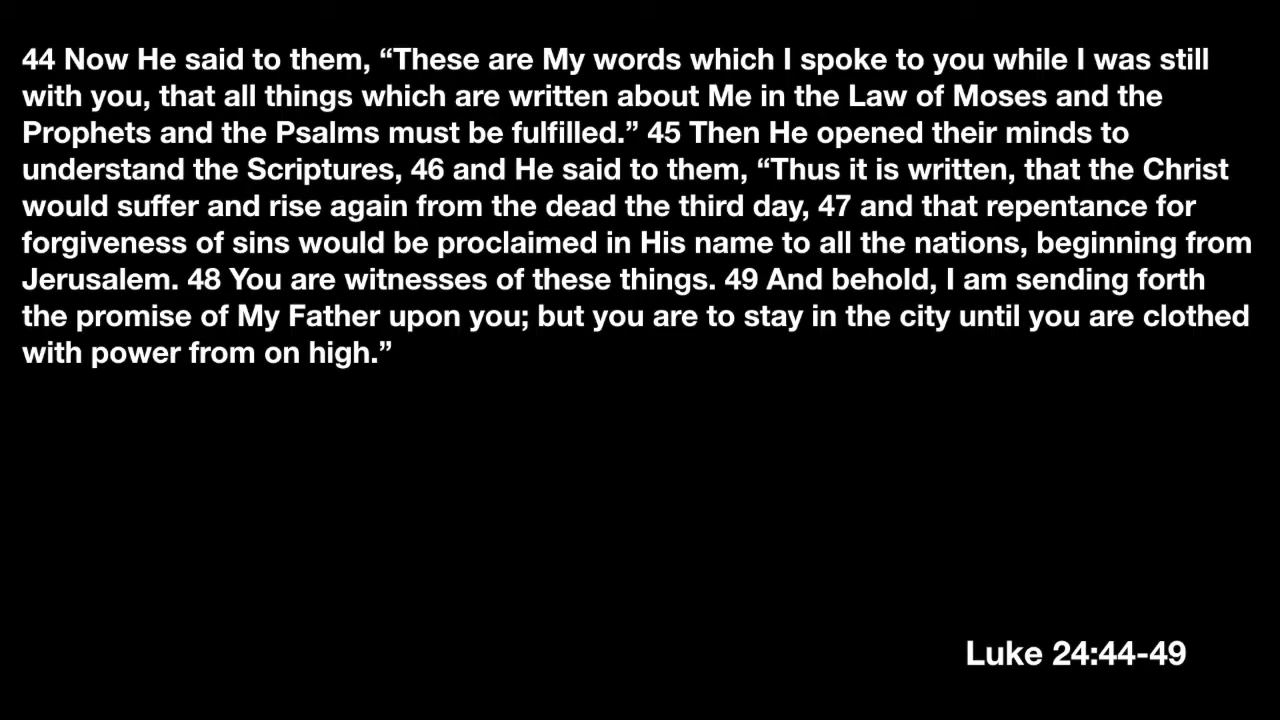 44 Now He said to them, “These are My words which I spoke to you while I was still
with you, that all things which are written about Me in the Law of Moses and the
Prophets and the Psalms must be fulfilled.” 45 Then He opened their minds to
understand the Scriptures, 46 and He said to them, “Thus it is written, that the Christ
would suffer and rise again from the dead the third day, 47 and that repentance for
forgiveness of sins would be proclaimed in His name to all the nations, beginning from
Jerusalem. 48 You are witnesses of these things. 49 And behold, I am sending forth
the promise of My Father upon you; but you are to stay in the city until you are clothed
with power from on high.”
Luke 24:44-49